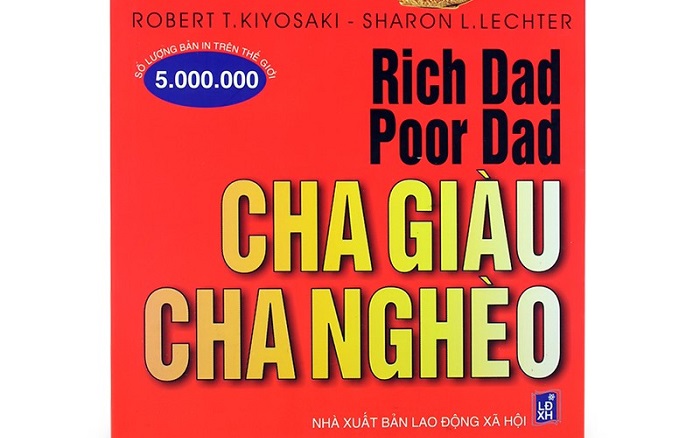 ROBERT T.KIYOSAKI - SHARON L.LECHTER
SỐ LƯỢNG BẢN IN TRÊN THẾ GIỚI
5.000.000
Rich Dad
Poor Dad
CHA GIÀU
CHA NGHÈO
NHÀ XUẤT BẢN LAO ĐỘNG XÃ HỘI
LĐ
XH